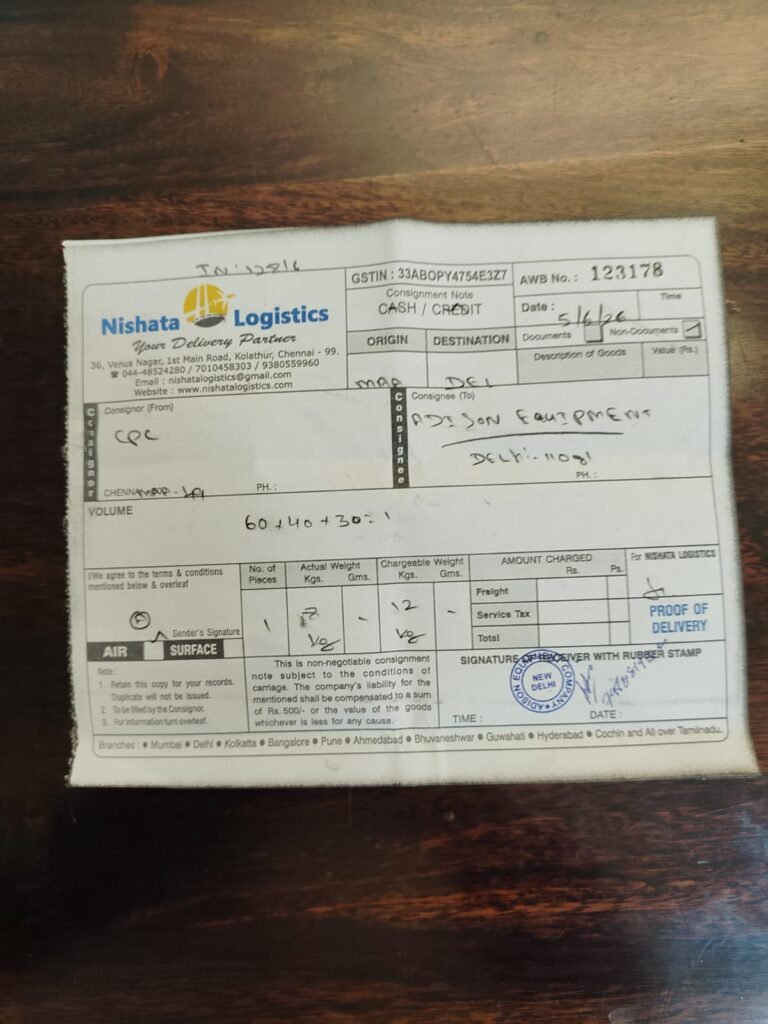 IN: 12816
Nishata Logistics
Your Delivery Partner
36, Venus Nagar, 1st Main Road, Kolathur, Chennai - 99.
☎ 044-48524280 / 7010458303 / 9380559960
Email : nishatalogistics@gmail.com
Website : www.nishatalogistics.com
GSTIN : 33ABOPY4754E3Z7
Consignment Note
CASH / CREDIT
ORIGIN DESTINATION
MAA DEL
AWB No. : 123178
Date : 5/6/26 Time
Documents Non-Documents
Description of Goods Value (Rs.)
Consignor
Consignor (From)
CPC
CHENNAI PH. :
Consignee
Consignee (To)
ADISON EQUIPMENT
DELHI-
PH. :
VOLUME
60+40+30=1
I/We agree to the terms & conditions
mentioned below & overleaf
Sender's Signature
AIR SURFACE
No. of Pieces
1
Actual Weight
Kgs. Gms.
8 -
kg
Chargeable Weight
Kgs. Gms.
12 -
kg
AMOUNT CHARGED
Rs. Ps.
Freight
Service Tax
Total
For NISHATA LOGISTICS
PROOF OF
DELIVERY
Note :
1. Retain this copy for your records.
Duplicate will not be issued.
2. To be filled by the Consignor.
3. For information turn overleaf.
This is non-negotiable consignment
note subject to the conditions of
carriage. The company's liability for the
mentioned shall be compensated to a sum
of Rs. 500/- or the value of the goods
whichever is less for any cause.
SIGNATURE OF RECEIVER WITH RUBBER STAMP
ADISON EQUIPMENT COMPANY
NEW
DELHI
TIME : DATE :
Branches : • Mumbai • Delhi • Kolkatta • Bangalore • Pune • Ahmedabad • Bhuvaneshwar • Guwahati • Hyderabad • Cochin and All over Tamilnadu.